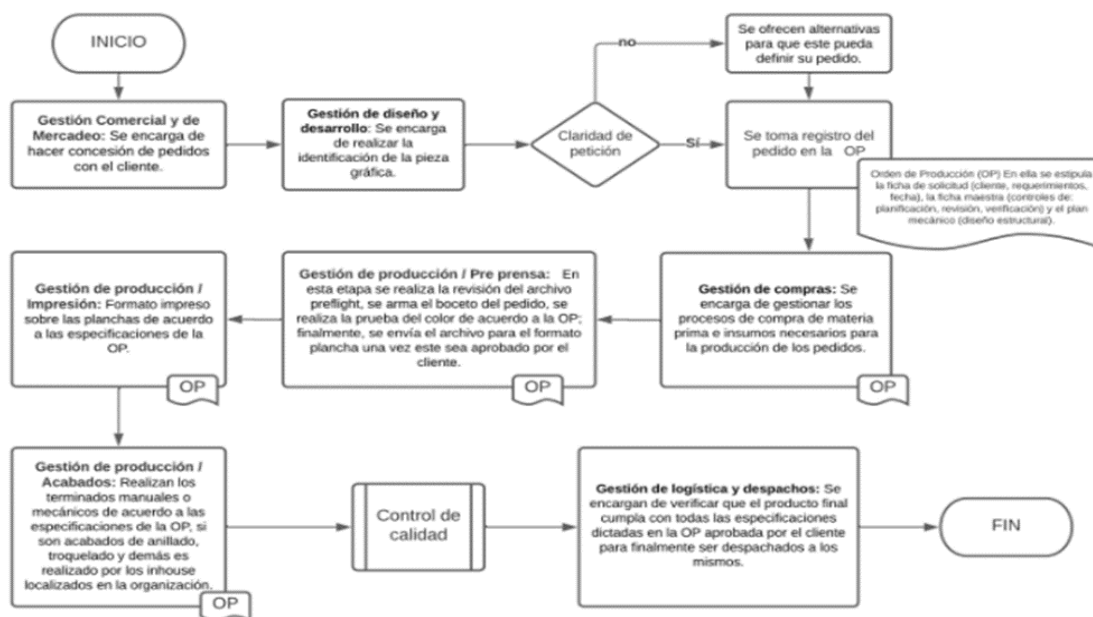 INICIO
Gestión Comercial y de
Mercadeo: Se encarga de
hacer concesión de pedidos
con el cliente.
Gestión de diseño y
desarrollo: Se encarga
de realizar la
identificación de la pieza
gráfica.
Claridad de
petición
no
Sí
Se ofrecen alternativas
para que este pueda
definir su pedido.
Se toma registro del
pedido en la OP
Orden de Producción (OP) En ella se estipula
la ficha de solicitud (cliente, requerimientos,
fecha), la ficha maestra (controles de:
planificación, revisión, verificación) y el plan
mecánico (diseño estructural).
Gestión de compras: Se
encarga de gestionar los
procesos de compra de materia
prima e insumos necesarios para
la producción de los pedidos.
OP
Gestión de producción / Pre prensa: En
esta etapa se realiza la revisión del archivo
preflight, se arma el boceto del pedido, se
realiza la prueba del color de acuerdo a la OP;
finalmente, se envía el archivo para el formato
plancha una vez este sea aprobado por el
cliente.
OP
Gestión de producción /
Impresión: Formato impreso
sobre las planchas de acuerdo
a las especificaciones de la
OP.
OP
Gestión de producción /
Acabados: Realizan los
terminados manuales o
mecánicos de acuerdo a las
especificaciones de la OP, si
son acabados de anillado,
troquelado y demás es
realizado por los inhouse
localizados en la organización.
OP
Control de
calidad
Gestión de logística y despachos: Se
encargan de verificar que el producto final
cumpla con todas las especificaciones
dictadas en la OP aprobada por el cliente
para finalmente ser despachados a los
mismos.
FIN